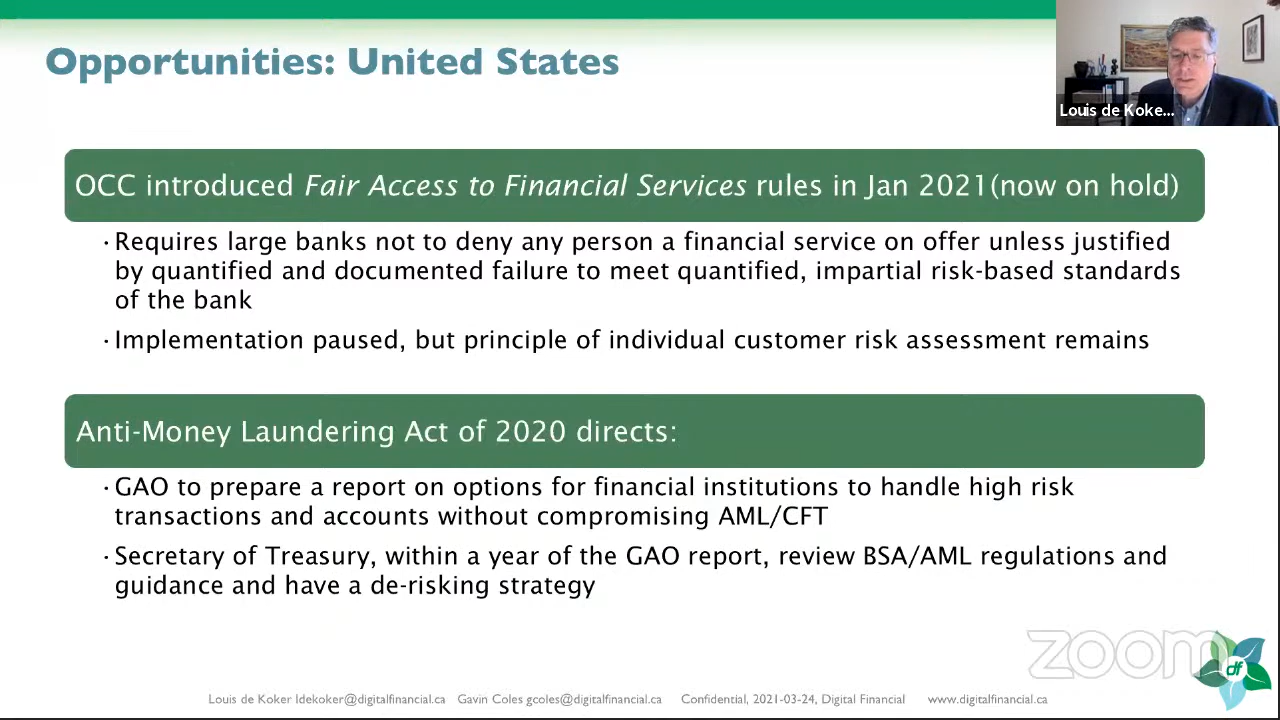 Opportunities: United States
Louis de Koke...
OCC introduced Fair Access to Financial Services rules in Jan 2021(now on hold)
·Requires large banks not to deny any person a financial service on offer unless justified
by quantified and documented failure to meet quantified, impartial risk-based standards
of the bank
·Implementation paused, but principle of individual customer risk assessment remains
Anti-Money Laundering Act of 2020 directs:
·GAO to prepare a report on options for financial institutions to handle high risk
transactions and accounts without compromising AML/CFT
·Secretary of Treasury, within a year of the GAO report, review BSA/AML regulations and
guidance and have a de-risking strategy
zoom
df
Louis de Koker ldekoker@digitalfinancial.ca Gavin Coles gcoles@digitalfinancial.ca Confidential, 2021-03-24, Digital Financial www.digitalfinancial.ca